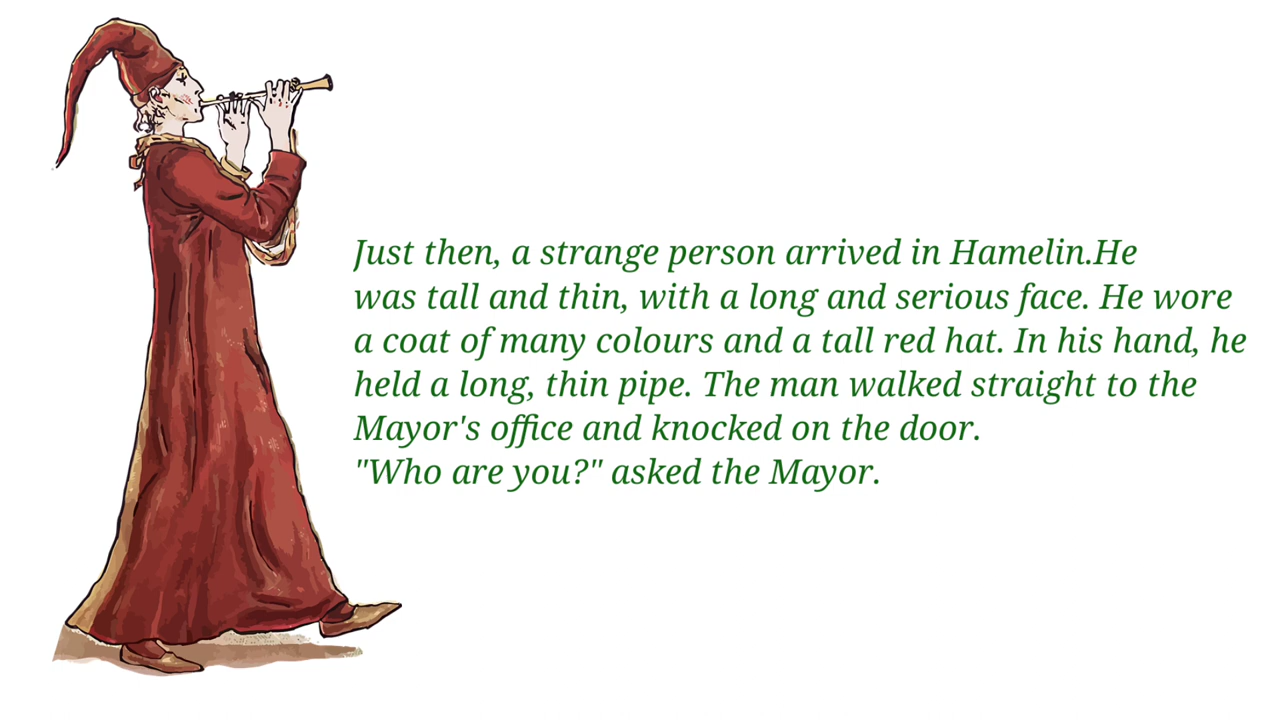 Just then, a strange person arrived in Hamelin.He
was tall and thin, with a long and serious face. He wore
a coat of many colours and a tall red hat. In his hand, he
held a long, thin pipe. The man walked straight to the
Mayor's office and knocked on the door.
"Who are you?" asked the Mayor.